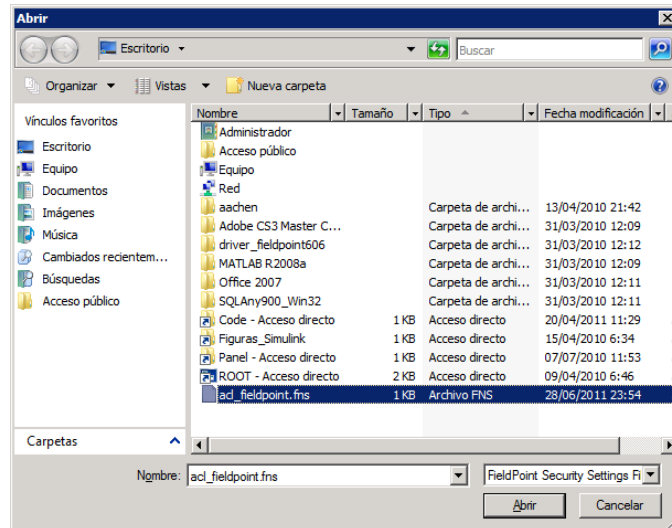 Abrir
Escritorio
Buscar
Organizar Vistas Nueva carpeta
Vínculos favoritos
Escritorio
Equipo
Documentos
Imágenes
Música
Cambiados recientem...
Búsquedas
Acceso público
Carpetas
Nombre Tamaño Tipo Fecha modificación
Administrador
Acceso público
Equipo
Red
aachen Carpeta de archi... 13/04/2010 21:42
Adobe CS3 Master C... Carpeta de archi... 31/03/2010 12:09
driver_fieldpoint606 Carpeta de archi... 31/03/2010 12:12
MATLAB R2008a Carpeta de archi... 31/03/2010 12:09
Office 2007 Carpeta de archi... 31/03/2010 12:11
SQLAny900_Win32 Carpeta de archi... 31/03/2010 12:11
Code - Acceso directo 1 KB Acceso directo 20/04/2011 11:29
Figuras_Simulink 1 KB Acceso directo 15/04/2010 6:34
Panel - Acceso directo 1 KB Acceso directo 07/07/2010 11:53
ROOT - Acceso directo 2 KB Acceso directo 09/04/2010 6:46
acl_fieldpoint.fns 1 KB Archivo FNS 28/06/2011 23:54
Nombre: acl_fieldpoint.fns FieldPoint Security Settings Fi
Abrir Cancelar